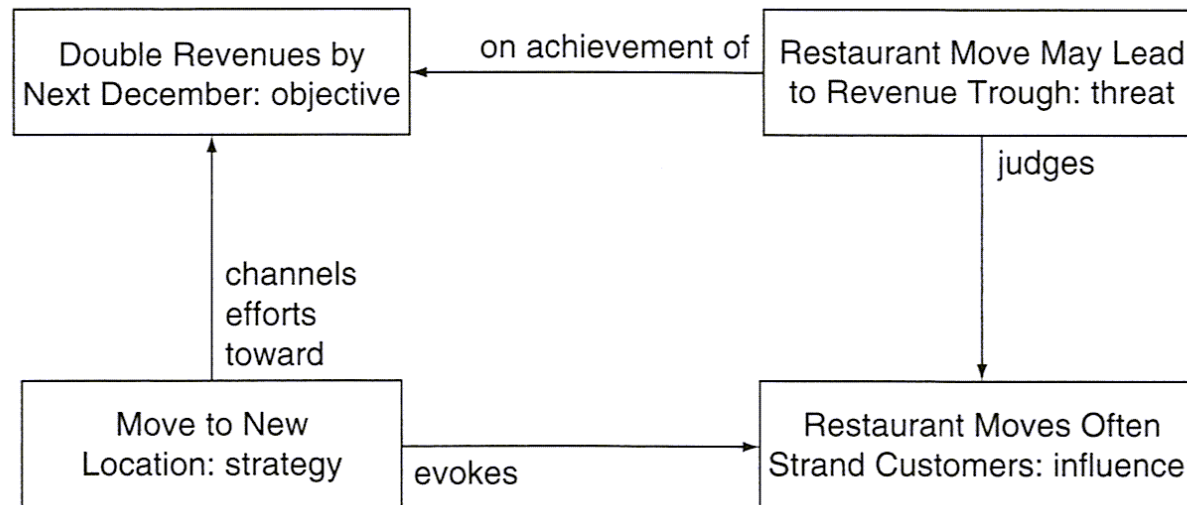 Double Revenues by
Next December: objective
on achievement of
Restaurant Move May Lead
to Revenue Trough: threat
judges
channels
efforts
toward
Move to New
Location: strategy
evokes
Restaurant Moves Often
Strand Customers: influence